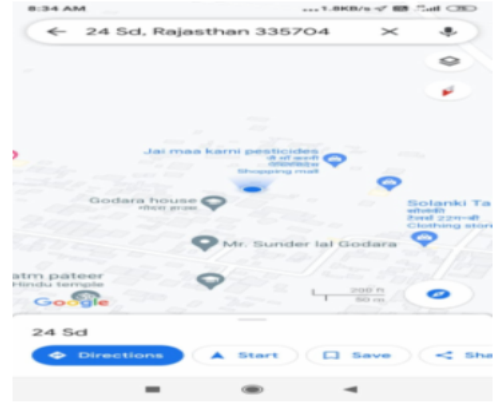 8:34 AM
1.8KB/s
24 Sd, Rajasthan 335704
Jai maa karni pesticides
Shopping mall
Godara house
गोदारा हाउस
Solanki Ta
सोलंकी
Clothing store
Mr. Sunder lal Godara
atm pateer
Hindu temple
Google
200 ft
50 m
24 Sd
Directions
Start
Save
Sha